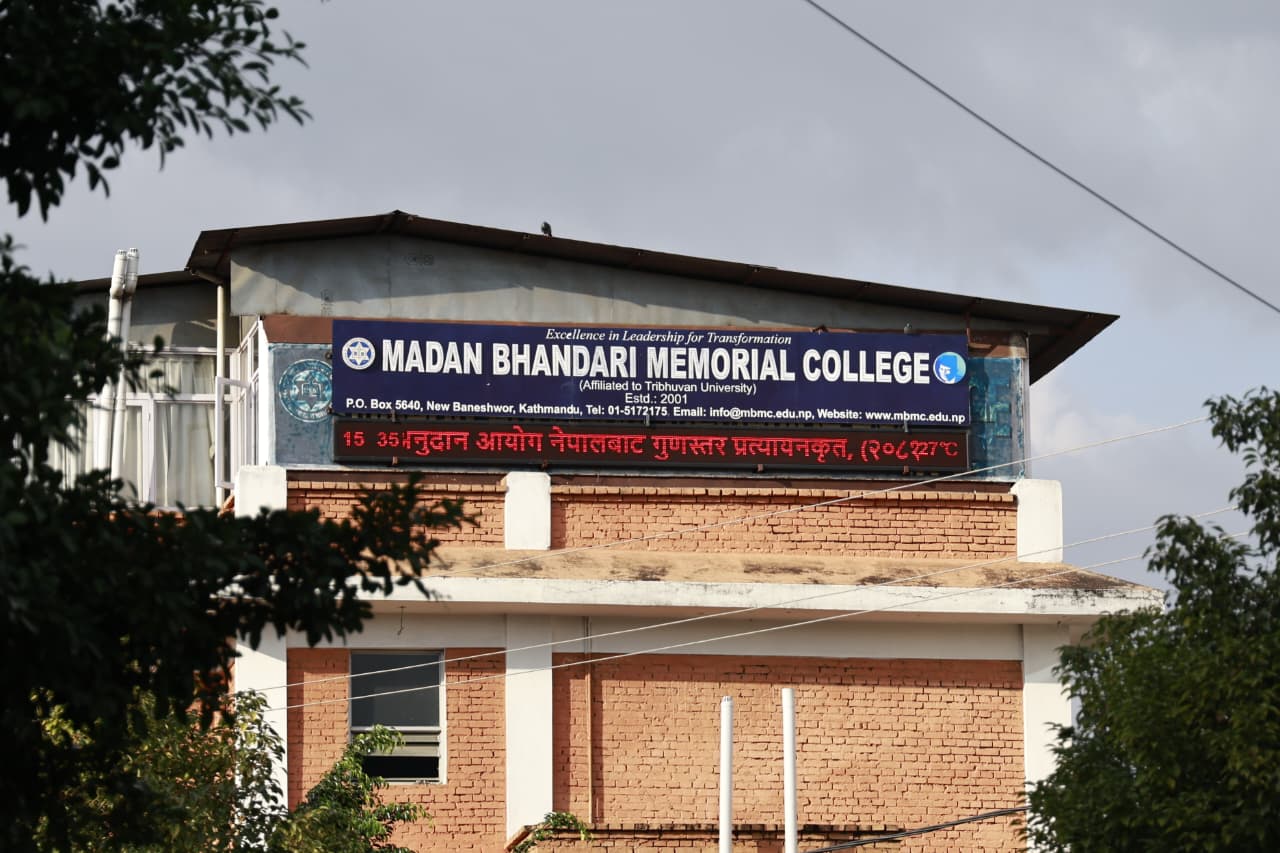 Excellence in Leadership for Transformation
MADAN BHANDARI MEMORIAL COLLEGE
(Affiliated to Tribhuvan University)
Estd.: 2001
P.O. Box 5640, New Baneshwor, Kathmandu, Tel: 01-5172175 Email: info@mbmc.edu.np, Website: www.mbmc.edu.np
15 35 नुदान आयोग नेपालबाट गुणस्तर प्रत्यायनकृत, (२०८ 27°C